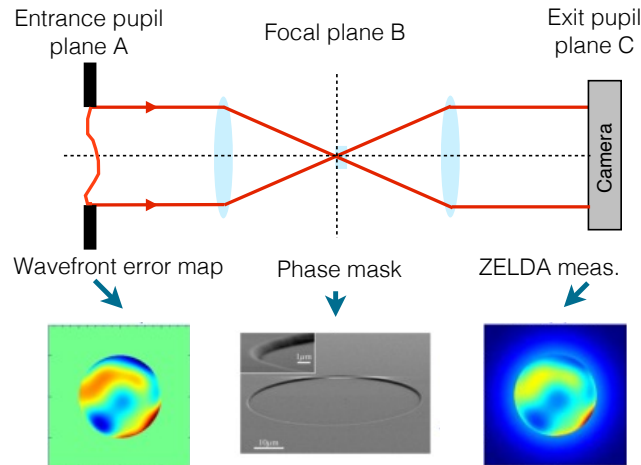 Entrance pupil
plane A
Focal plane B
Exit pupil
plane C
Camera
Wavefront error map
Phase mask
ZELDA meas.
1µm
10µm